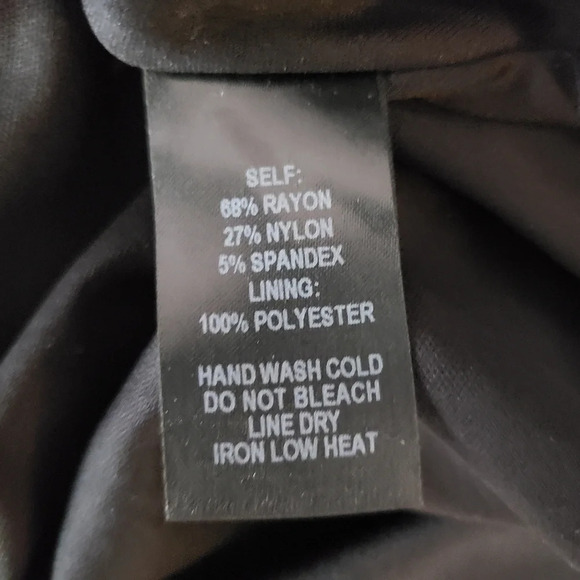 SELF:
68% RAYON
27% NYLON
5% SPANDEX
LINING:
100% POLYESTER
HAND WASH COLD
DO NOT BLEACH
LINE DRY
IRON LOW HEAT